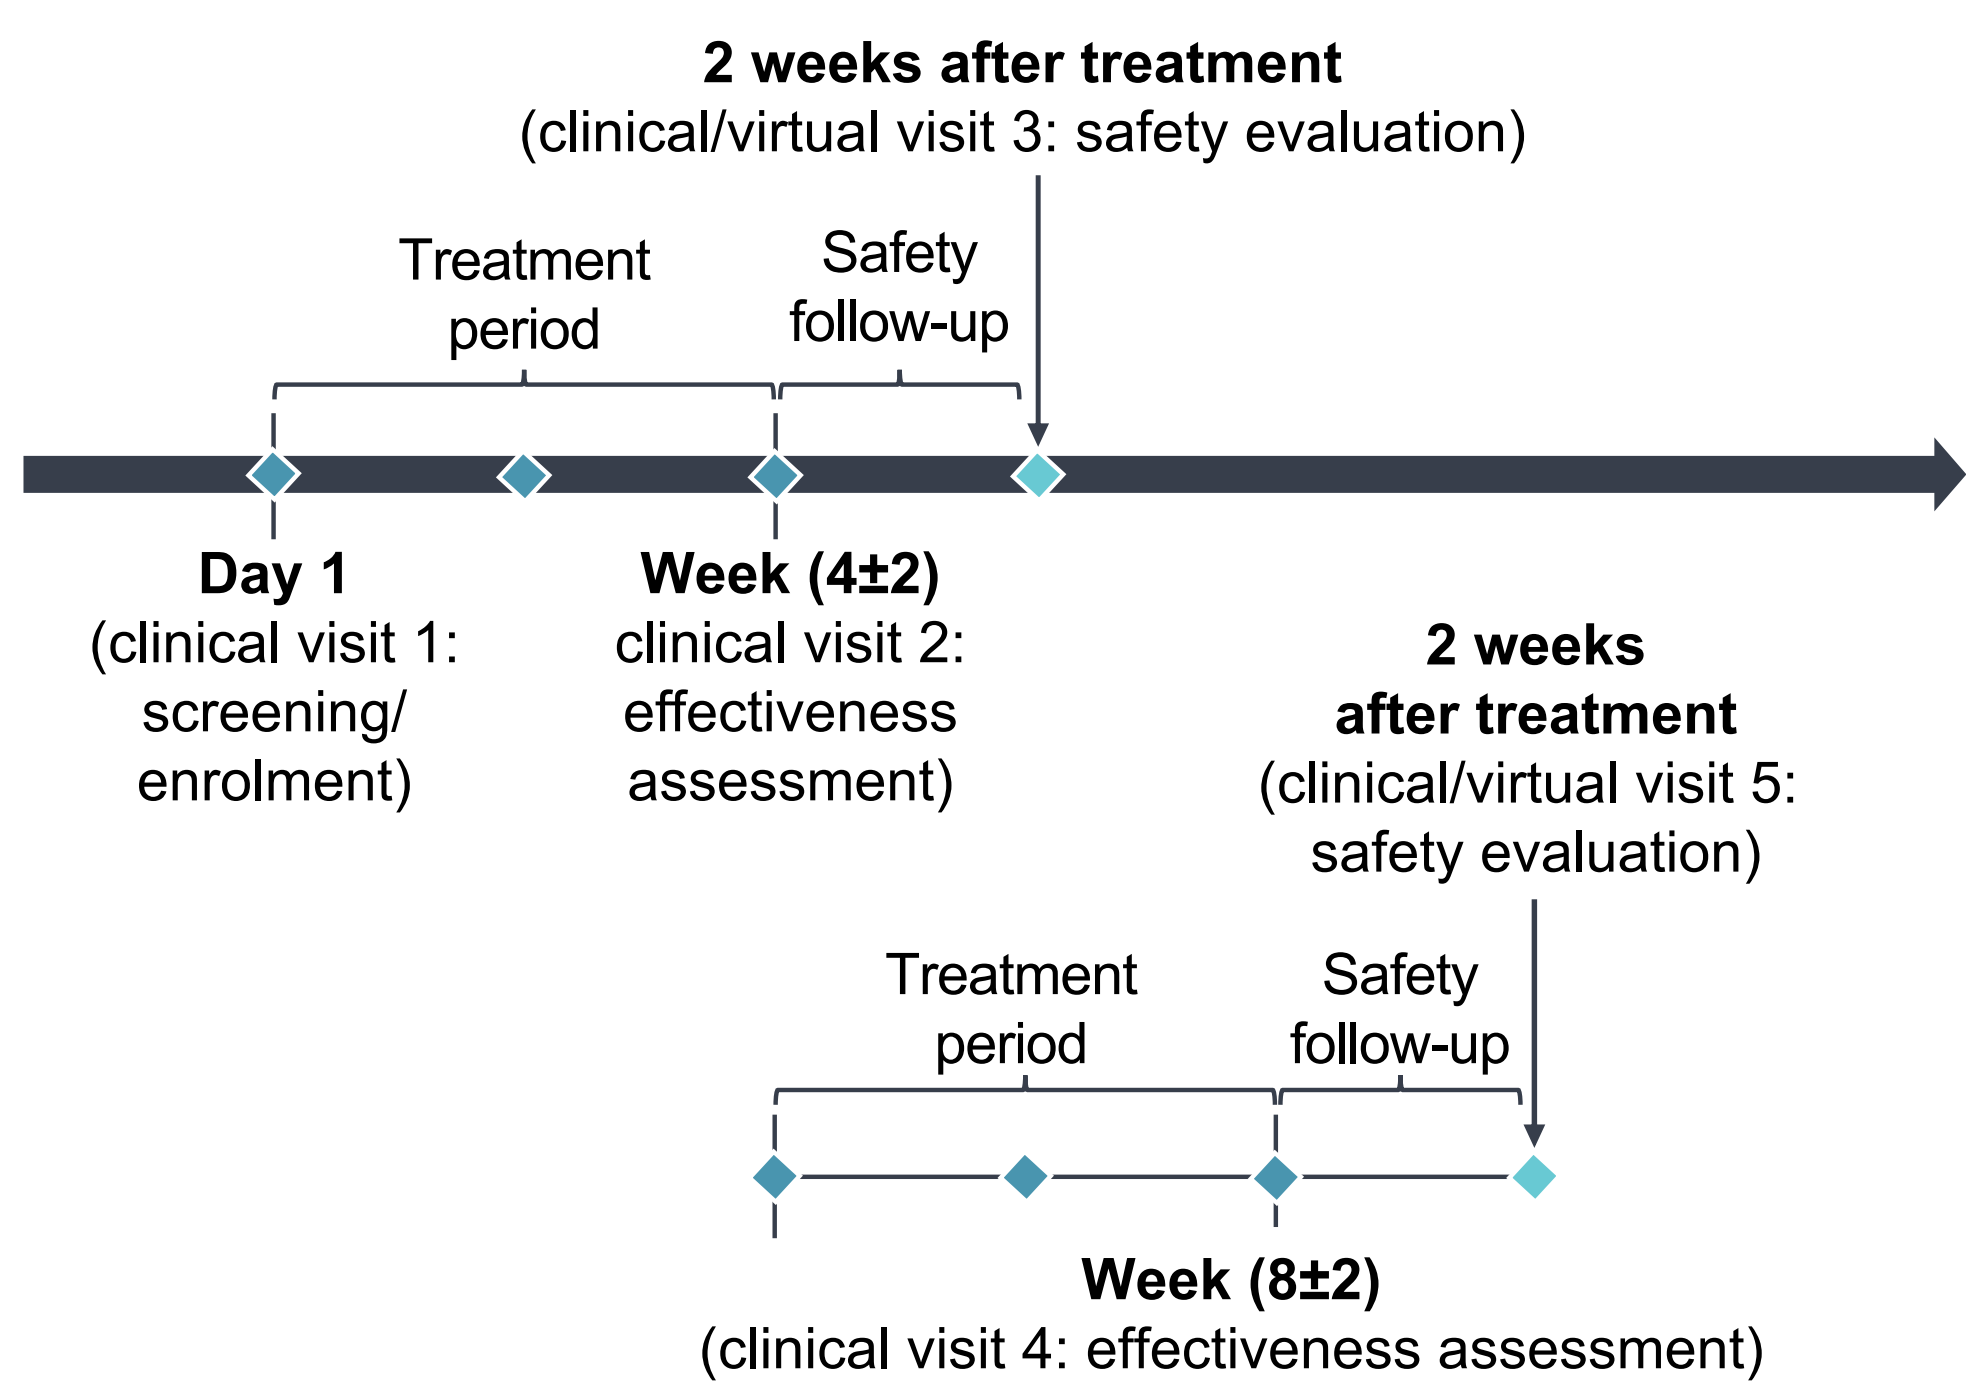 2 weeks after treatment
(clinical/virtual visit 3: safety evaluation)
Treatment
period
Safety
follow-up
Day 1
(clinical visit 1:
screening/
enrolment)
Week (4±2)
clinical visit 2:
effectiveness
assessment)
2 weeks
after treatment
(clinical/virtual visit 5:
safety evaluation)
Treatment
period
Safety
follow-up
Week (8±2)
(clinical visit 4: effectiveness assessment)